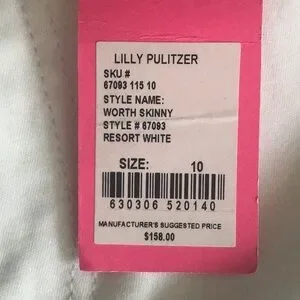 LILLY PULITZER
SKU #
67093 115 10
STYLE NAME:
WORTH SKINNY
STYLE # 67093
RESORT WHITE
SIZE: 10
630306 520140
MANUFACTURER'S SUGGESTED PRICE
$158.00